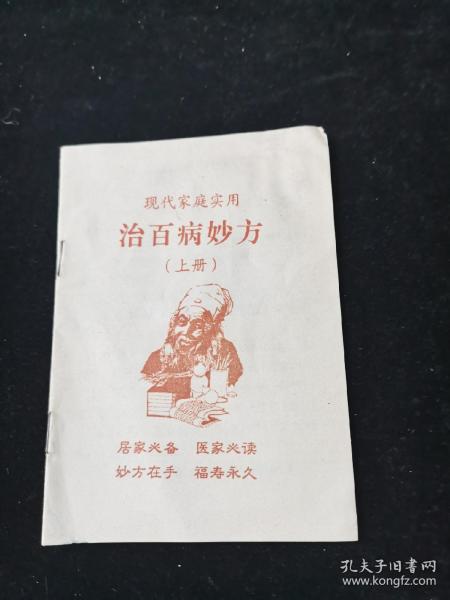 现代家庭实用
治百病妙方
（上册）
居家必备 医家必读
妙方在手 福寿永久
孔夫子旧书网
www.kongfz.com